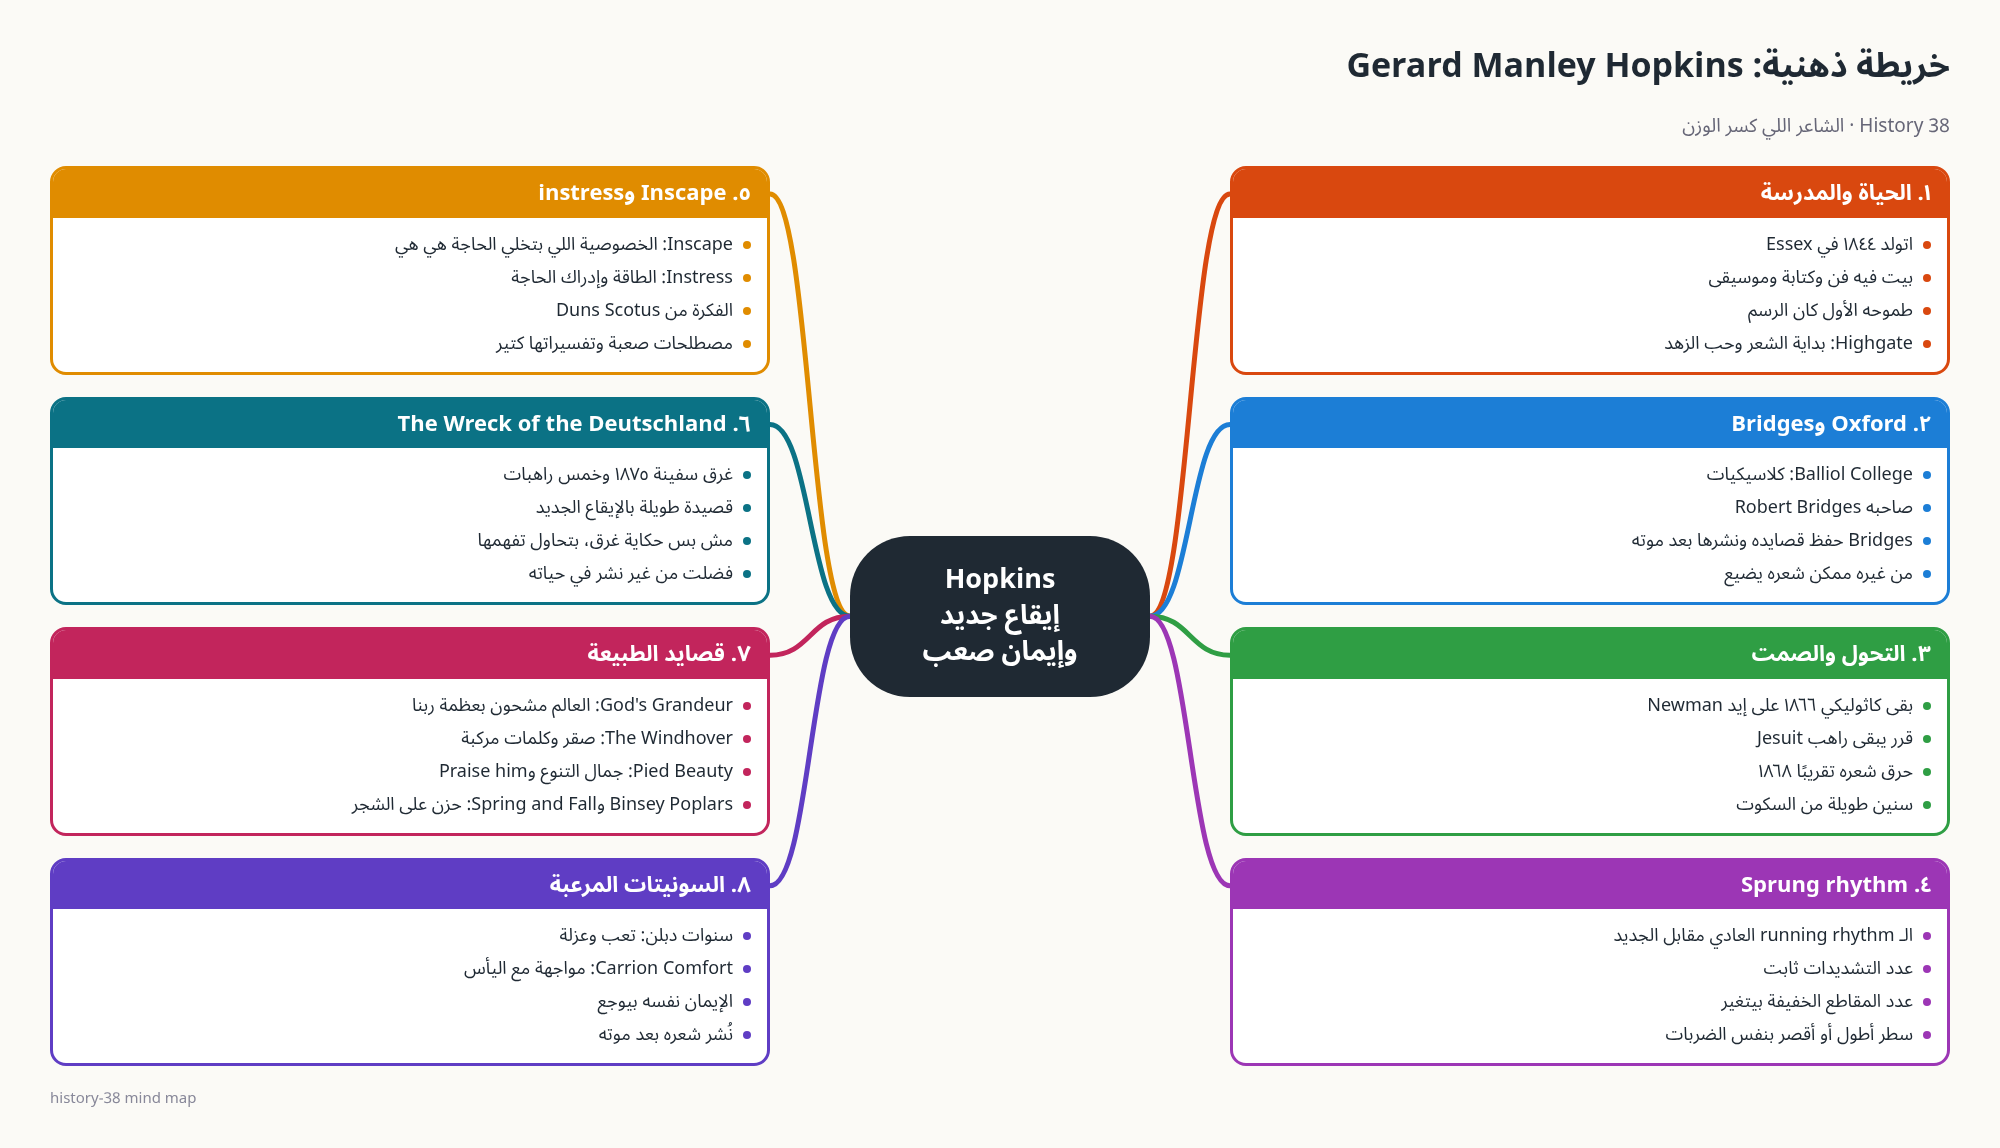 خريطة ذهنية: Gerard Manley Hopkins
History 38 · الشاعر اللي كسر الوزن
١. الحياة والمدرسة
اتولد ١٨٤٤ في Essex
بيت فيه فن وكتابة وموسيقى
طموحه الأول كان الرسم
Highgate: بداية الشعر وحب الزهد
٢. Oxford وBridges
Balliol College: كلاسيكيات
صاحبه Robert Bridges
Bridges حفظ قصايده ونشرها بعد موته
من غيره ممكن شعره يضيع
٣. التحول والصمت
بقى كاثوليكي ١٨٦٦ على إيد Newman
قرر يبقى راهب Jesuit
حرق شعره تقريبًا ١٨٦٨
سنين طويلة من السكوت
٤. Sprung rhythm
الـ running rhythm العادي مقابل الجديد
عدد التشديدات ثابت
عدد المقاطع الخفيفة بيتغير
سطر أطول أو أقصر بنفس الضربات
Hopkins
إيقاع جديد
وإيمان صعب
٥. Inscape وinstress
Inscape: الخصوصية اللي بتخلي الحاجة هي هي
Instress: الطاقة وإدراك الحاجة
الفكرة من Duns Scotus
مصطلحات صعبة وتفسيراتها كتير
٦. The Wreck of the Deutschland
غرق سفينة ١٨٧٥ وخمس راهبات
قصيدة طويلة بالإيقاع الجديد
مش بس حكاية غرق، بتحاول تفهمها
فضلت من غير نشر في حياته
٧. قصايد الطبيعة
God's Grandeur: العالم مشحون بعظمة ربنا
The Windhover: صقر وكلمات مركبة
Pied Beauty: جمال التنوع وPraise him
Binsey Poplars وSpring and Fall: حزن على الشجر
٨. السونيتات المرعبة
سنوات دبلن: تعب وعزلة
Carrion Comfort: مواجهة مع اليأس
الإيمان نفسه بيوجع
نُشر شعره بعد موته
history-38 mind map